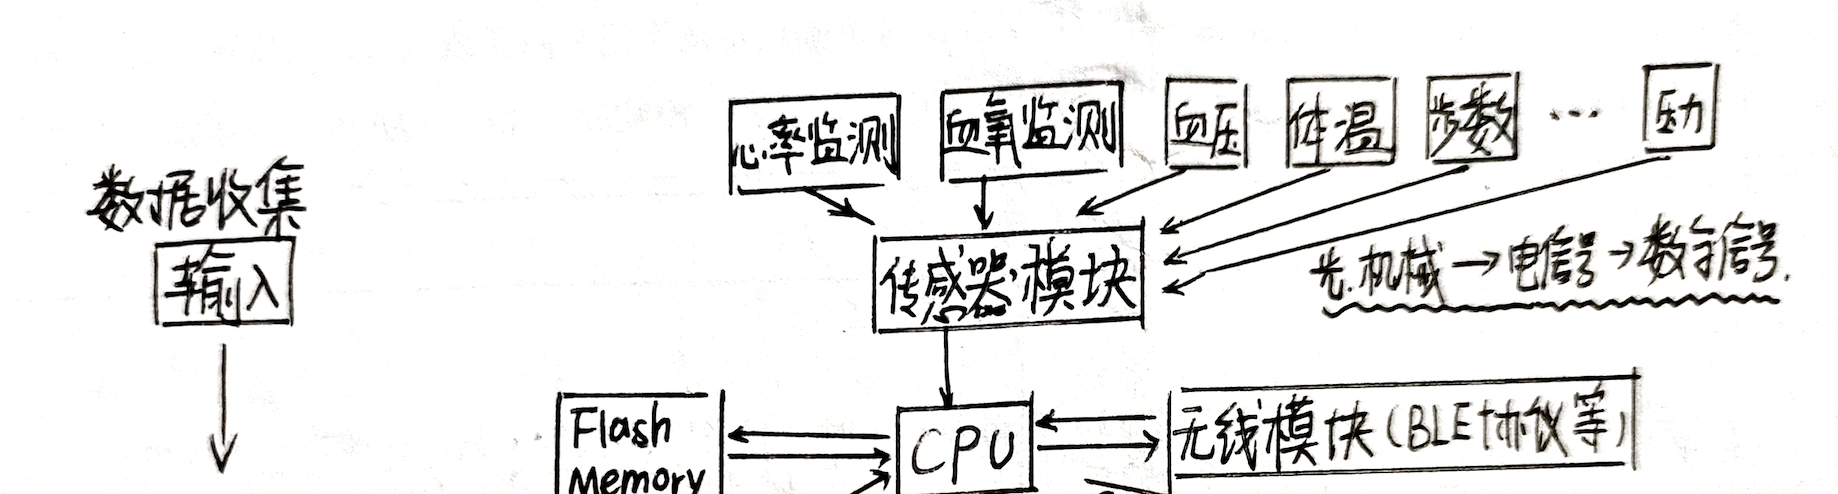 心率监测 血氧监测 血压 体温 步数 … 压力
数据收集
输入
传感器模块
光.机械→电信号→数字信号.
Flash
Memory
CPU
无线模块(BLE协议等)